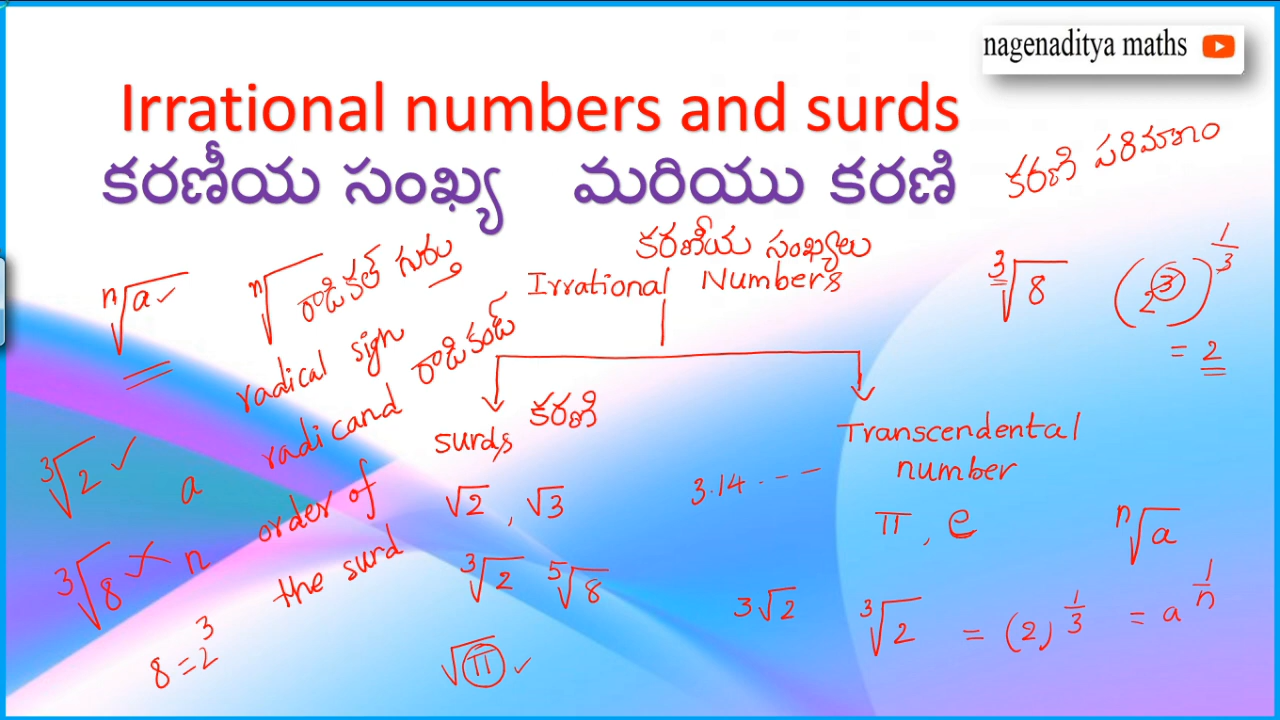 nagenaditya maths
Irrational numbers and surds
కరణీయ సంఖ్య మరియు కరణి
కరణి పరిమాణం
ⁿ√a ✓
ⁿ√ రాడికల్ గుర్తు
radical sign
radicand రాడికండ్
a
order of
the surd
n
³√2 ✓
³√8 ✗
8 = 2³
కరణీయ సంఖ్యలు
Irrational Numbers
surds కరణి
√2 , √3
³√2 ⁵√8
√π ✓
Transcendental
number
3.14...--
π , e
3√2
³√2 = (2)^1/3 = a^1/n
ⁿ√a
³√8 (2³)^1/3
= 2